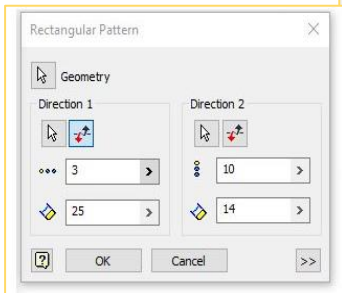 Rectangular Pattern
Geometry
Direction 1
Direction 2
3
>
10
>
25
>
14
>
?
OK
Cancel
>>